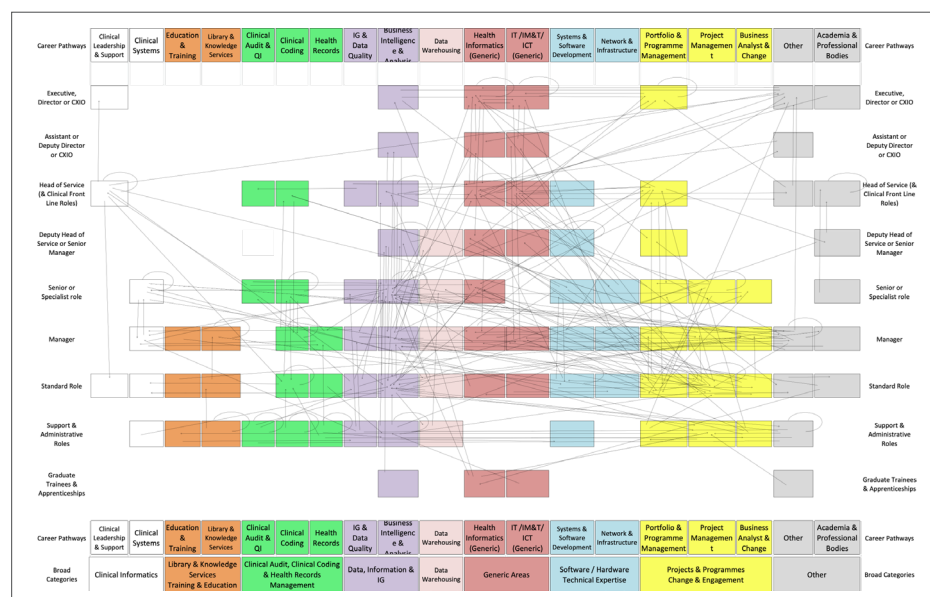 Career Pathways
Clinical
Leadership
& Support
Clinical
Systems
Education
&
Training
Library &
Knowledge
Services
Clinical
Audit &
QI
Clinical
Coding
Health
Records
IG &
Data
Quality
Business
Intelligenc
e &
Analysis
Data
Warehousing
Health
Informatics
(Generic)
IT /IM&T/
ICT
(Generic)
Systems &
Software
Development
Network &
Infrastructure
Portfolio &
Programme
Management
Project
Managemen
t
Business
Analyst &
Change
Other
Academia &
Professional
Bodies
Career Pathways
Executive,
Director or CXIO
Executive,
Director or CXIO
Assistant or
Deputy Director
or CXIO
Assistant or
Deputy Director
or CXIO
Head of Service
(& Clinical Front
Line Roles)
Head of Service (&
Clinical Front Line
Roles)
Deputy Head of
Service or Senior
Manager
Deputy Head of
Service or Senior
Manager
Senior or
Specialist role
Senior or
Specialist role
Manager
Manager
Standard Role
Standard Role
Support &
Administrative
Roles
Support &
Administrative
Roles
Graduate
Trainees &
Apprenticeships
Graduate Trainees
& Apprenticeships
Career Pathways
Clinical
Leadership
& Support
Clinical
Systems
Education
&
Training
Library &
Knowledge
Services
Clinical
Audit &
QI
Clinical
Coding
Health
Records
IG &
Data
Quality
Business
Intelligenc
e &
Analysis
Data
Warehousing
Health
Informatics
(Generic)
IT /IM&T/
ICT
(Generic)
Systems &
Software
Development
Network &
Infrastructure
Portfolio &
Programme
Management
Project
Managemen
t
Business
Analyst &
Change
Other
Academia &
Professional
Bodies
Career Pathways
Broad
Categories
Clinical Informatics
Library & Knowledge
Services
Training & Education
Clinical Audit, Clinical Coding
& Health Records
Management
Data, Information &
IG
Data
Warehousing
Generic Areas
Software / Hardware
Technical Expertise
Projects & Programmes
Change & Engagement
Other
Broad
Categories